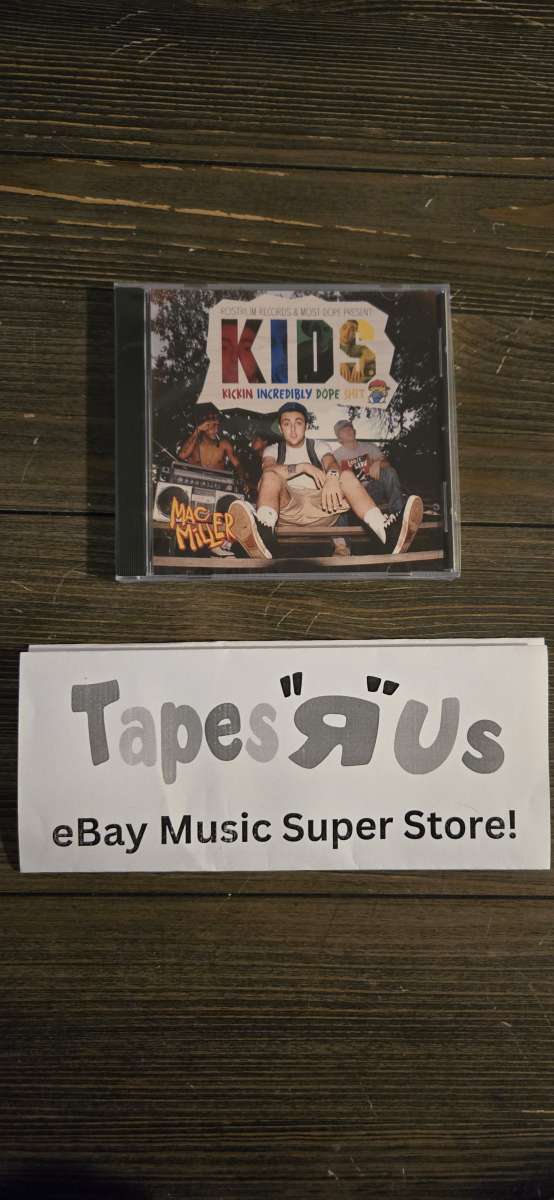 ROSTRUM RECORDS & MOST DOPE PRESENT:
KIDS
KICKIN INCREDIBLY DOPE SHIT
MAC
MILLER
Tapes "Я" Us
eBay Music Super Store!